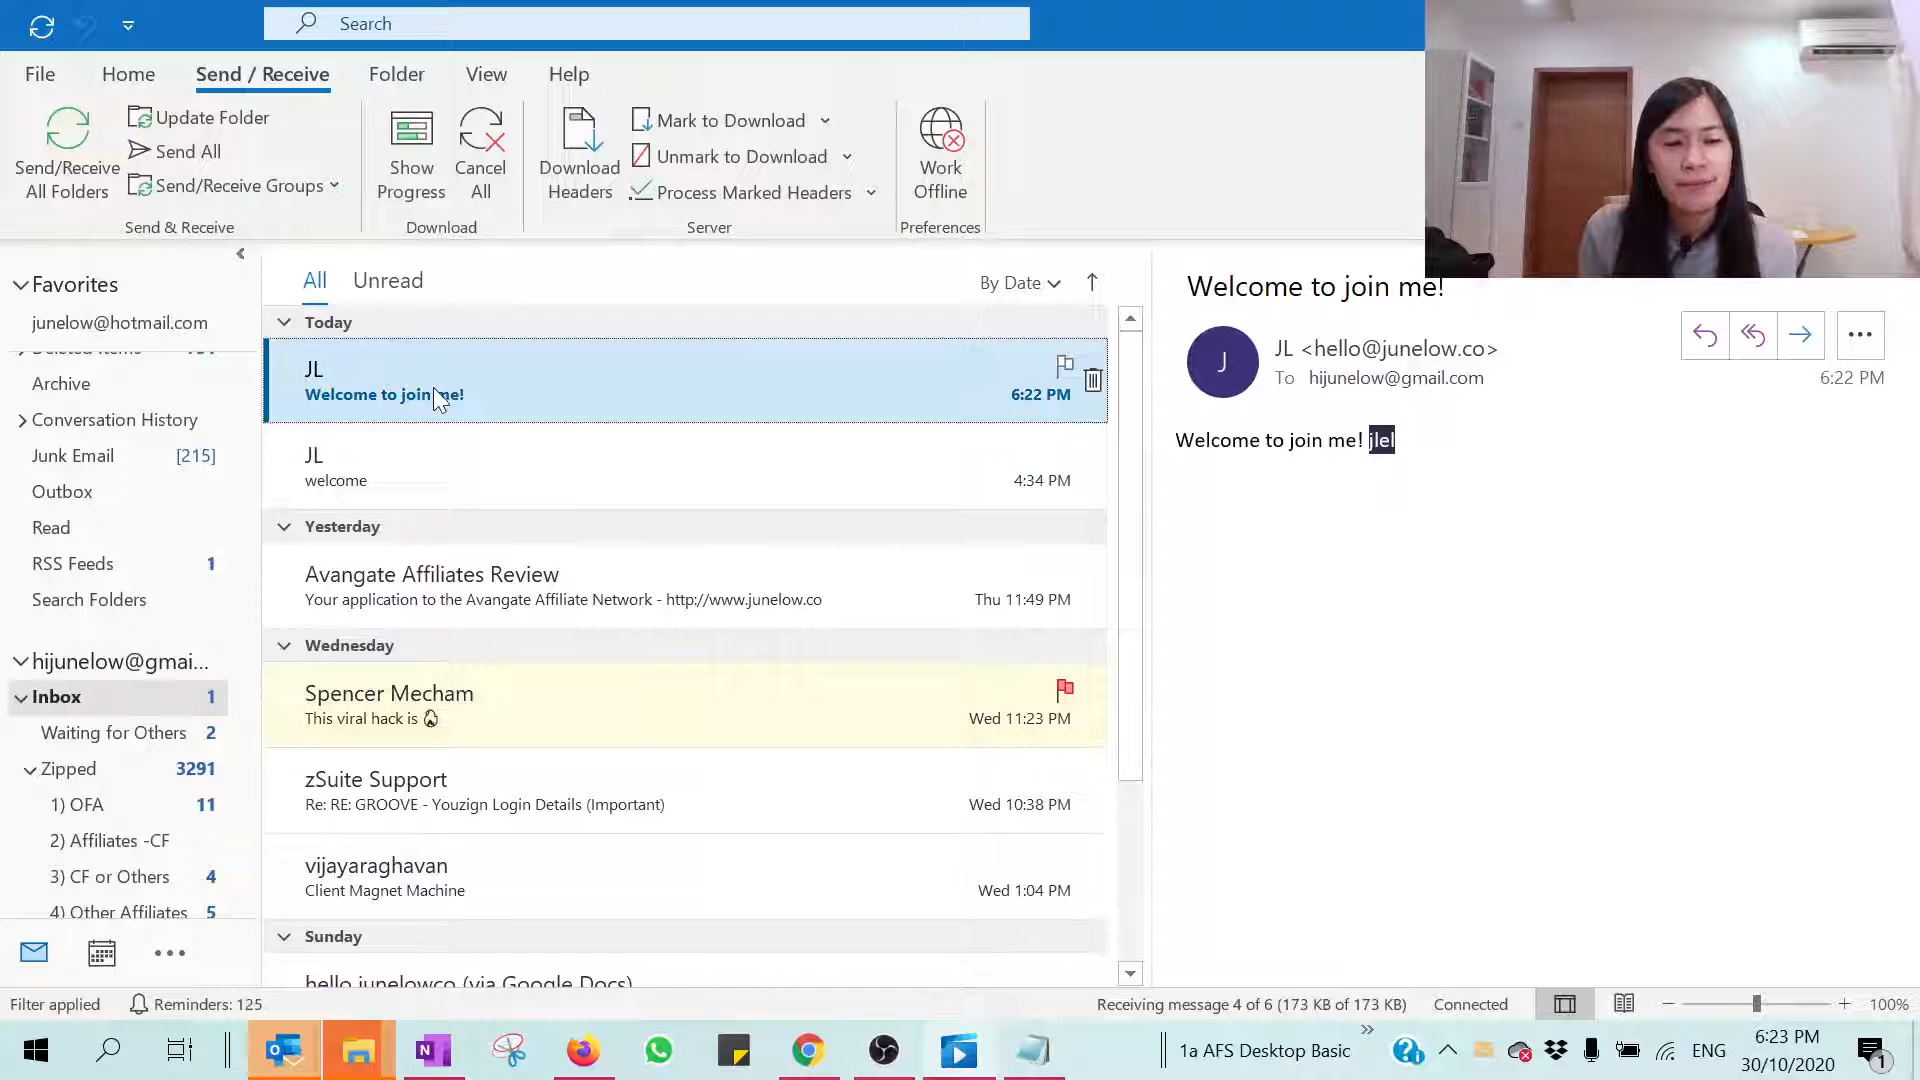 Search
File
Home
Send / Receive
Folder
View
Help
Send/Receive
All Folders
Update Folder
Send All
Send/Receive Groups
Send & Receive
Show
Progress
Cancel
All
Download
Download
Headers
Mark to Download
Unmark to Download
Process Marked Headers
Server
Work
Offline
Preferences
Favorites
junelow@hotmail.com
Archive
Conversation History
Junk Email [215]
Outbox
Read
RSS Feeds 1
Search Folders
hijunelow@gmai...
Inbox 1
Waiting for Others 2
Zipped 3291
1) OFA 11
2) Affiliates -CF
3) CF or Others 4
4) Other Affiliates 5
All
Unread
By Date
Today
JL
Welcome to join me! 6:22 PM
JL
welcome 4:34 PM
Yesterday
Avangate Affiliates Review
Your application to the Avangate Affiliate Network - http://www.junelow.co Thu 11:49 PM
Wednesday
Spencer Mecham
This viral hack is Wed 11:23 PM
zSuite Support
Re: RE: GROOVE - Youzign Login Details (Important) Wed 10:38 PM
vijayaraghavan
Client Magnet Machine Wed 1:04 PM
Sunday
hello junelowco (via Google Docs)
Welcome to join me!
J
JL <hello@junelow.co>
To hijunelow@gmail.com
6:22 PM
Welcome to join me! jlel
Filter applied
Reminders: 125
Receiving message 4 of 6 (173 KB of 173 KB)
Connected
100%
N
1a AFS Desktop Basic
ENG
6:23 PM
30/10/2020
1